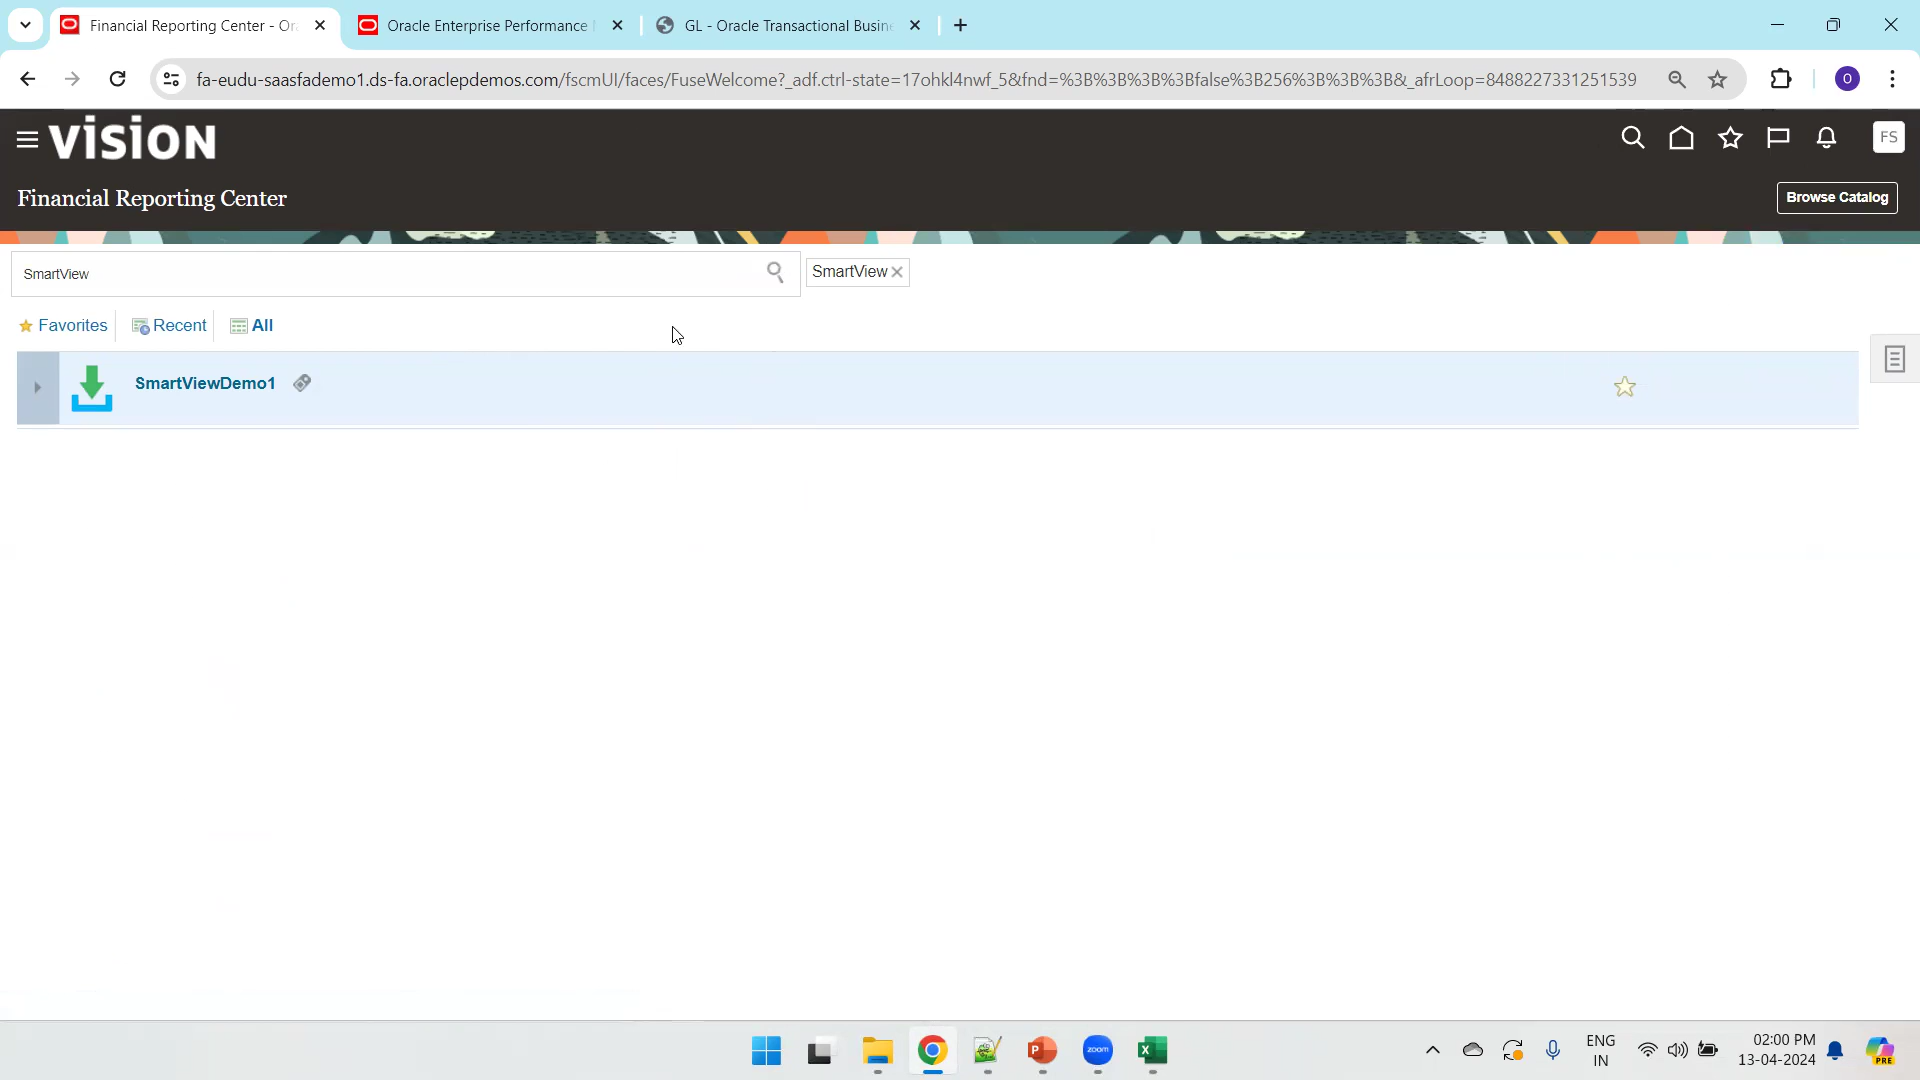 Financial Reporting Center - Or
Oracle Enterprise Performance
GL - Oracle Transactional Busin
fa-eudu-saasfademo1.ds-fa.oraclepdemos.com/fscmUI/faces/FuseWelcome?_adf.ctrl-state=17ohkl4nwf_5&fnd=%3B%3B%3B%3Bfalse%3B256%3B%3B%3B&_afrLoop=8488227331251539
O
VISION
FS
Financial Reporting Center
Browse Catalog
SmartView
SmartView
Favorites
Recent
All
SmartViewDemo1
zoom
ENG
IN
02:00 PM
13-04-2024
PRE